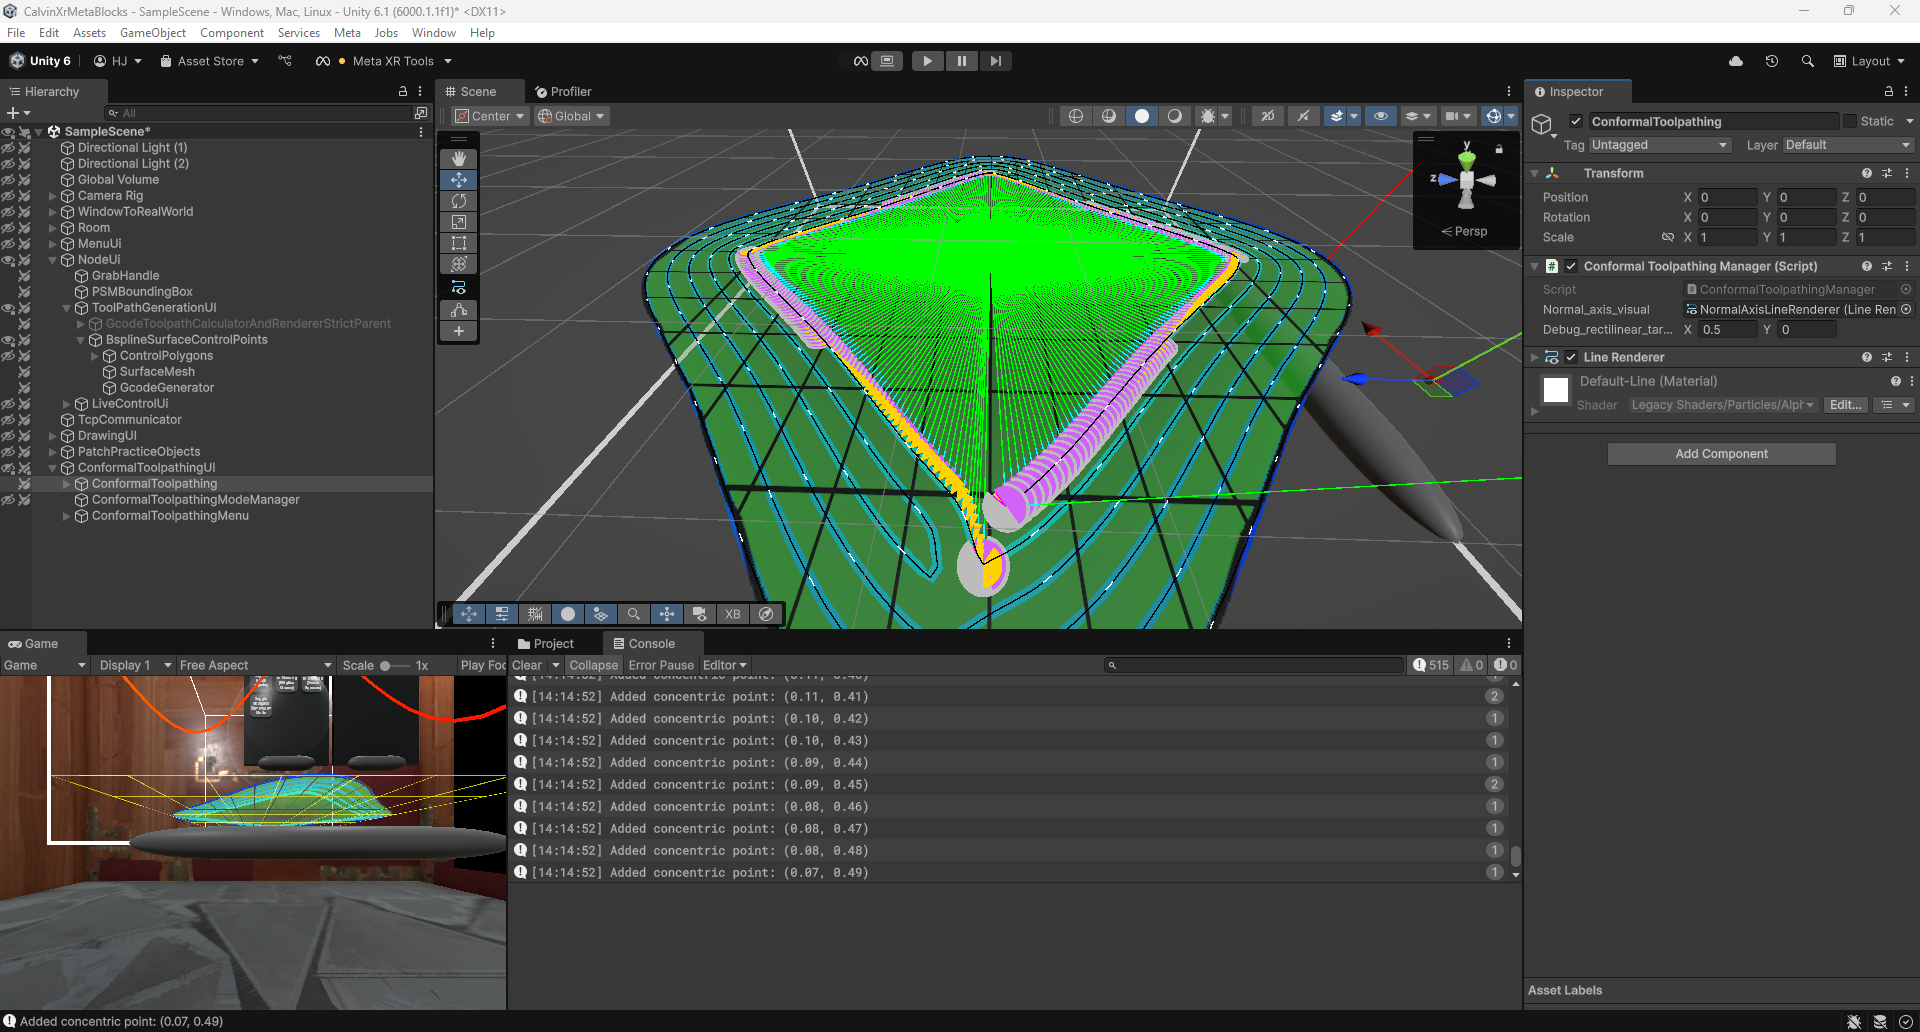 CalvinXrMetaBlocks - SampleScene - Windows, Mac, Linux - Unity 6.1 (6000.1.1f1)* <DX11>
File Edit Assets GameObject Component Services Meta Jobs Window Help
Unity 6 HJ Asset Store Meta XR Tools Layout
Hierarchy
All
SampleScene*
Directional Light (1)
Directional Light (2)
Global Volume
Camera Rig
WindowToRealWorld
Room
MenuUi
NodeUi
GrabHandle
PSMBoundingBox
ToolPathGenerationUI
GcodeToolpathCalculatorAndRendererStrictParent
BsplineSurfaceControlPoints
ControlPolygons
SurfaceMesh
GcodeGenerator
LiveControlUi
TcpCommunicator
DrawingUI
PatchPracticeObjects
ConformalToolpathingUI
ConformalToolpathing
ConformalToolpathingModeManager
ConformalToolpathingMenu
Scene Profiler
Center Global
2D
y
z
Persp
XB
Inspector
ConformalToolpathing Static
Tag Untagged Layer Default
Transform
Position X 0 Y 0 Z 0
Rotation X 0 Y 0 Z 0
Scale X 1 Y 1 Z 1
# Conformal Toolpathing Manager (Script)
Script # ConformalToolpathingManager
Normal_axis_visual NormalAxisLineRenderer (Line Ren
Debug_rectilinear_tar... X 0.5 Y 0
Line Renderer
Default-Line (Material)
Shader Legacy Shaders/Particles/Alph Edit...
Add Component
Asset Labels
Game
Game Display 1 Free Aspect Scale 1x Play Foc
Project Console
Clear Collapse Error Pause Editor 515 0 0
[14:14:52] Added concentric point: (0.11, 0.41) 2
[14:14:52] Added concentric point: (0.10, 0.42) 1
[14:14:52] Added concentric point: (0.10, 0.43) 1
[14:14:52] Added concentric point: (0.09, 0.44) 1
[14:14:52] Added concentric point: (0.09, 0.45) 2
[14:14:52] Added concentric point: (0.08, 0.46) 1
[14:14:52] Added concentric point: (0.08, 0.47) 1
[14:14:52] Added concentric point: (0.08, 0.48) 1
[14:14:52] Added concentric point: (0.07, 0.49) 1
Added concentric point: (0.07, 0.49)